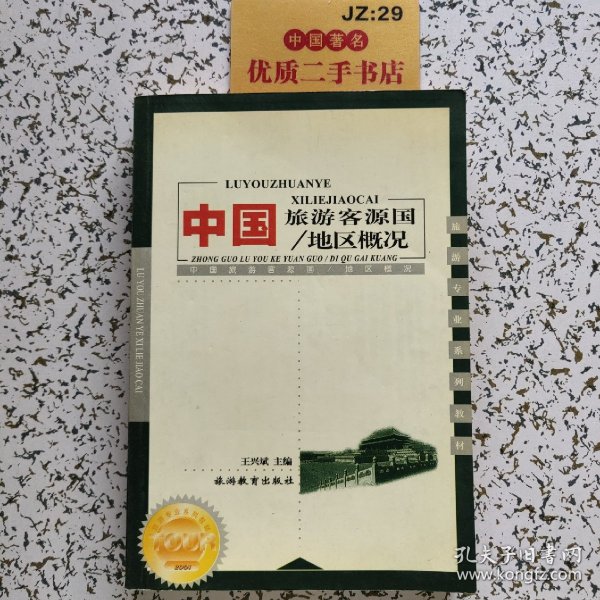 JZ:29
中国著名
优质二手书店
LUYOUZHUANYE
XILIEJIAOCAI
中国 旅游客源国
/地区概况
ZHONG GUO LU YOU KE YUAN GUO / DI QU GAI KUANG
中国旅游客源国/地区概况
LUYOUZHUANYEXILIEJIAOCAI
旅游专业系列教材
王兴斌 主编
旅游教育出版社
TOUR
2001
孔夫子旧书网
www.kongfz.com